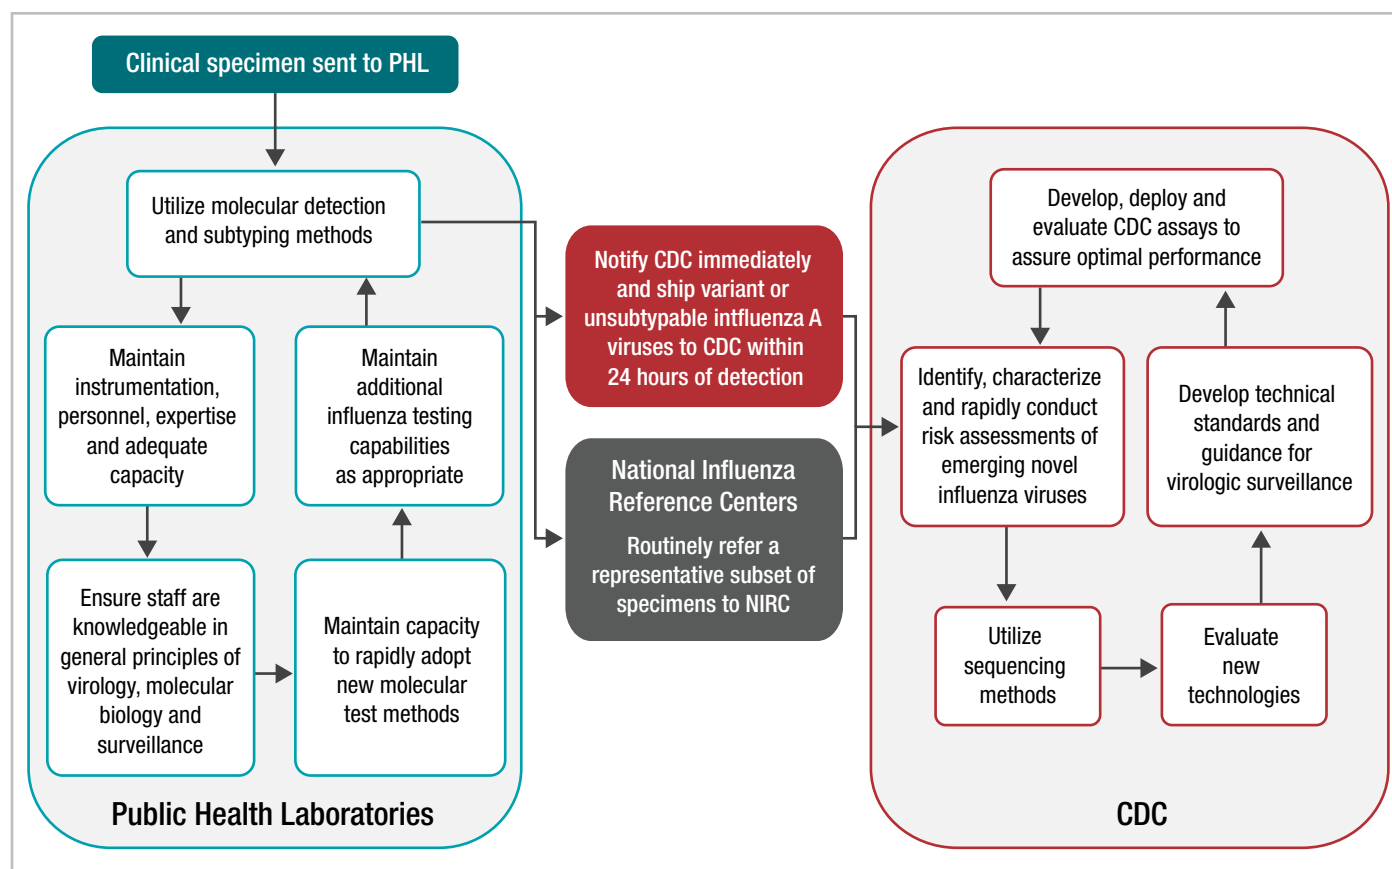 Clinical specimen sent to PHL
Utilize molecular detection
and subtyping methods
Maintain
instrumentation,
personnel, expertise
and adequate
capacity
Maintain
additional
influenza testing
capabilities
as appropriate
Ensure staff are
knowledgeable in
general principles of
virology, molecular
biology and
surveillance
Maintain capacity
to rapidly adopt
new molecular
test methods
Public Health Laboratories
Notify CDC immediately
and ship variant or
unsubtypable intfluenza A
viruses to CDC within
24 hours of detection
National Influenza
Reference Centers
Routinely refer a
representative subset of
specimens to NIRC
Develop, deploy and
evaluate CDC assays to
assure optimal performance
Identify, characterize
and rapidly conduct
risk assessments of
emerging novel
influenza viruses
Develop technical
standards and
guidance for
virologic surveillance
Utilize
sequencing
methods
Evaluate
new
technologies
CDC